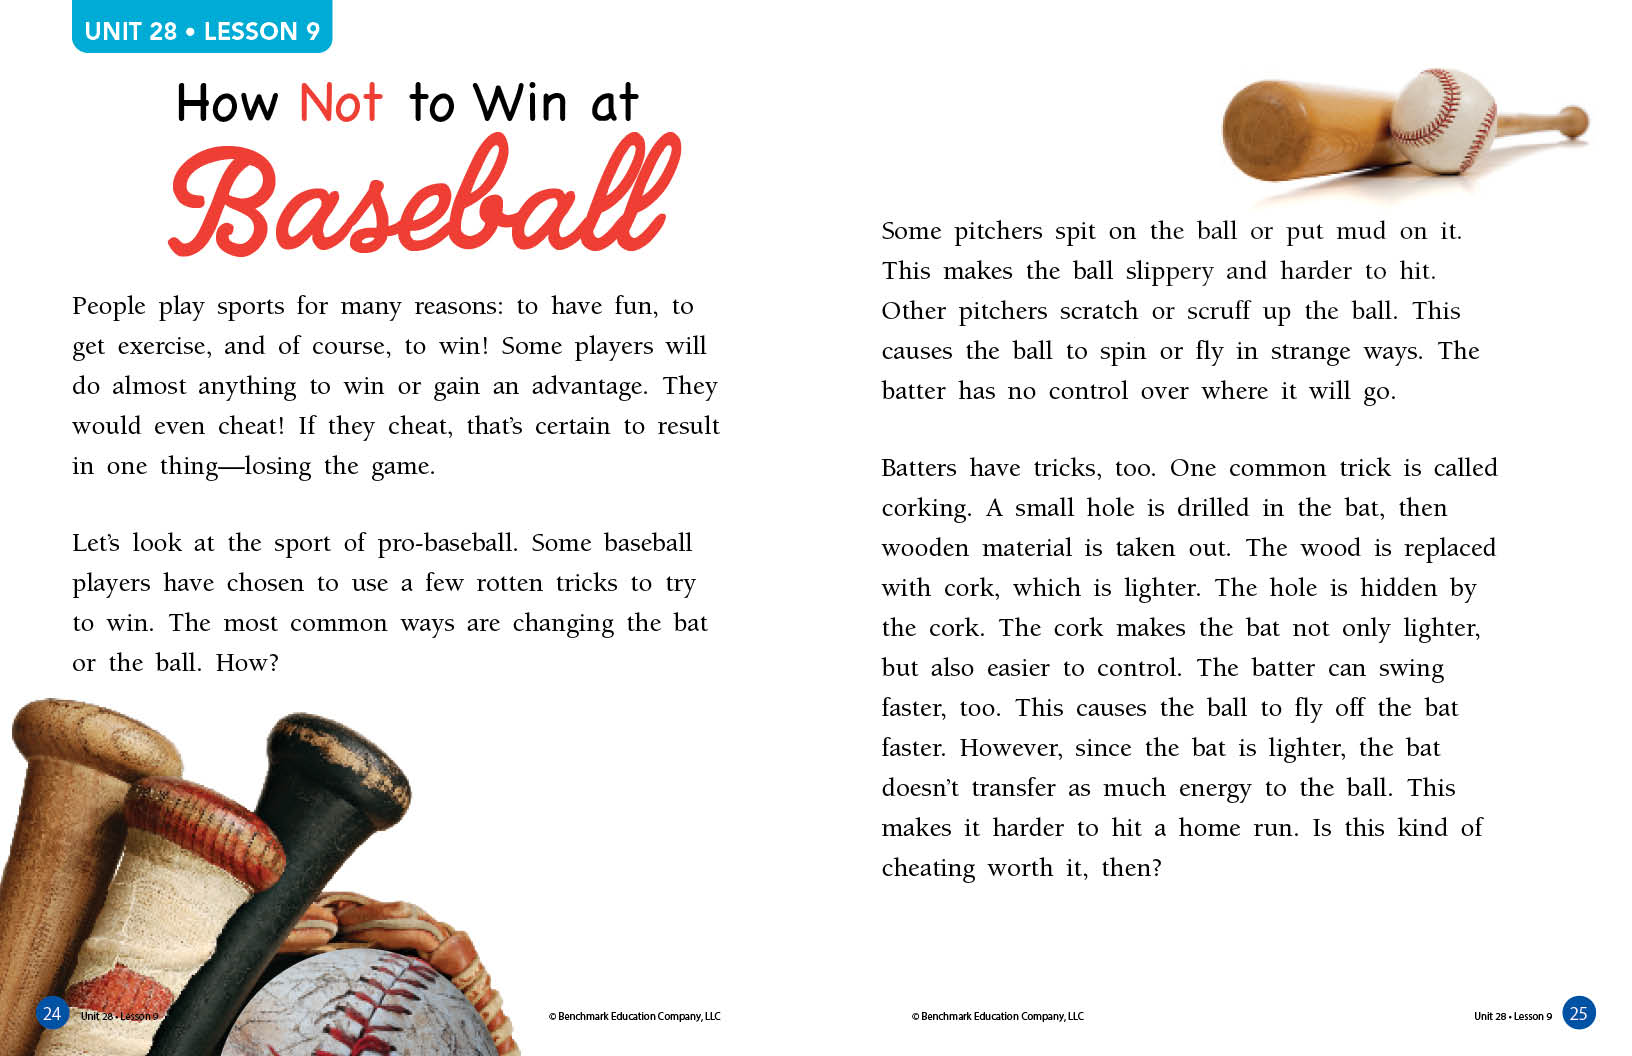 UNIT 28 • LESSON 9
How Not to Win at
Baseball
People play sports for many reasons: to have fun, to
get exercise, and of course, to win! Some players will
do almost anything to win or gain an advantage. They
would even cheat! If they cheat, that’s certain to result
in one thing—losing the game.
Let’s look at the sport of pro-baseball. Some baseball
players have chosen to use a few rotten tricks to try
to win. The most common ways are changing the bat
or the ball. How?
24
Unit 28 • Lesson 9
© Benchmark Education Company, LLC
Some pitchers spit on the ball or put mud on it.
This makes the ball slippery and harder to hit.
Other pitchers scratch or scruff up the ball. This
causes the ball to spin or fly in strange ways. The
batter has no control over where it will go.
Batters have tricks, too. One common trick is called
corking. A small hole is drilled in the bat, then
wooden material is taken out. The wood is replaced
with cork, which is lighter. The hole is hidden by
the cork. The cork makes the bat not only lighter,
but also easier to control. The batter can swing
faster, too. This causes the ball to fly off the bat
faster. However, since the bat is lighter, the bat
doesn’t transfer as much energy to the ball. This
makes it harder to hit a home run. Is this kind of
cheating worth it, then?
© Benchmark Education Company, LLC
Unit 28 • Lesson 9
25